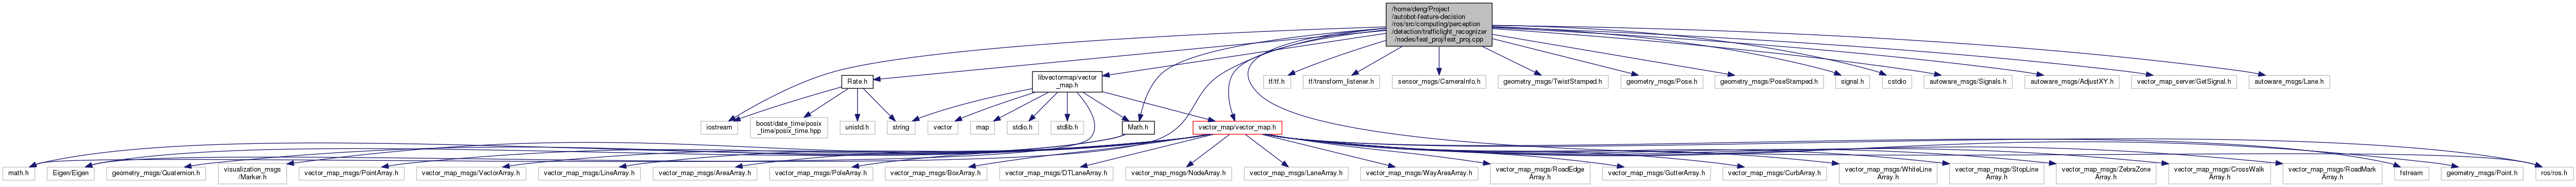 /home/deng/Project
/autobot-feature-decision
/ros/src/computing/perception
/detection/trafficlight_recognizer
/nodes/feat_proj/feat_proj.cpp
Rate.h
libvectormap/vector
_map.h
tf/tf.h
tf/transform_listener.h
sensor_msgs/CameraInfo.h
geometry_msgs/TwistStamped.h
geometry_msgs/Pose.h
geometry_msgs/PoseStamped.h
signal.h
cstdio
autoware_msgs/Signals.h
autoware_msgs/AdjustXY.h
vector_map_server/GetSignal.h
autoware_msgs/Lane.h
iostream
boost/date_time/posix
_time/posix_time.hpp
unistd.h
string
vector
map
stdio.h
stdlib.h
Math.h
vector_map/vector_map.h
math.h
Eigen/Eigen
geometry_msgs/Quaternion.h
visualization_msgs
/Marker.h
vector_map_msgs/PointArray.h
vector_map_msgs/VectorArray.h
vector_map_msgs/LineArray.h
vector_map_msgs/AreaArray.h
vector_map_msgs/PoleArray.h
vector_map_msgs/BoxArray.h
vector_map_msgs/DTLaneArray.h
vector_map_msgs/NodeArray.h
vector_map_msgs/LaneArray.h
vector_map_msgs/WayAreaArray.h
vector_map_msgs/RoadEdge
Array.h
vector_map_msgs/GutterArray.h
vector_map_msgs/CurbArray.h
vector_map_msgs/WhiteLine
Array.h
vector_map_msgs/StopLine
Array.h
vector_map_msgs/ZebraZone
Array.h
vector_map_msgs/CrossWalk
Array.h
vector_map_msgs/RoadMark
Array.h
fstream
geometry_msgs/Point.h
ros/ros.h